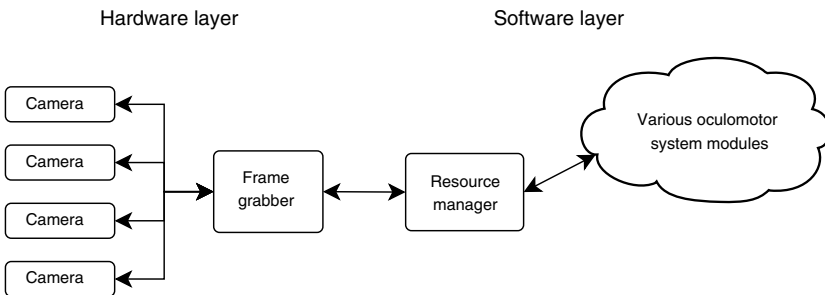 Hardware layer
Software layer
Camera
Camera
Camera
Camera
Frame
grabber
Resource
manager
Various oculomotor
system modules